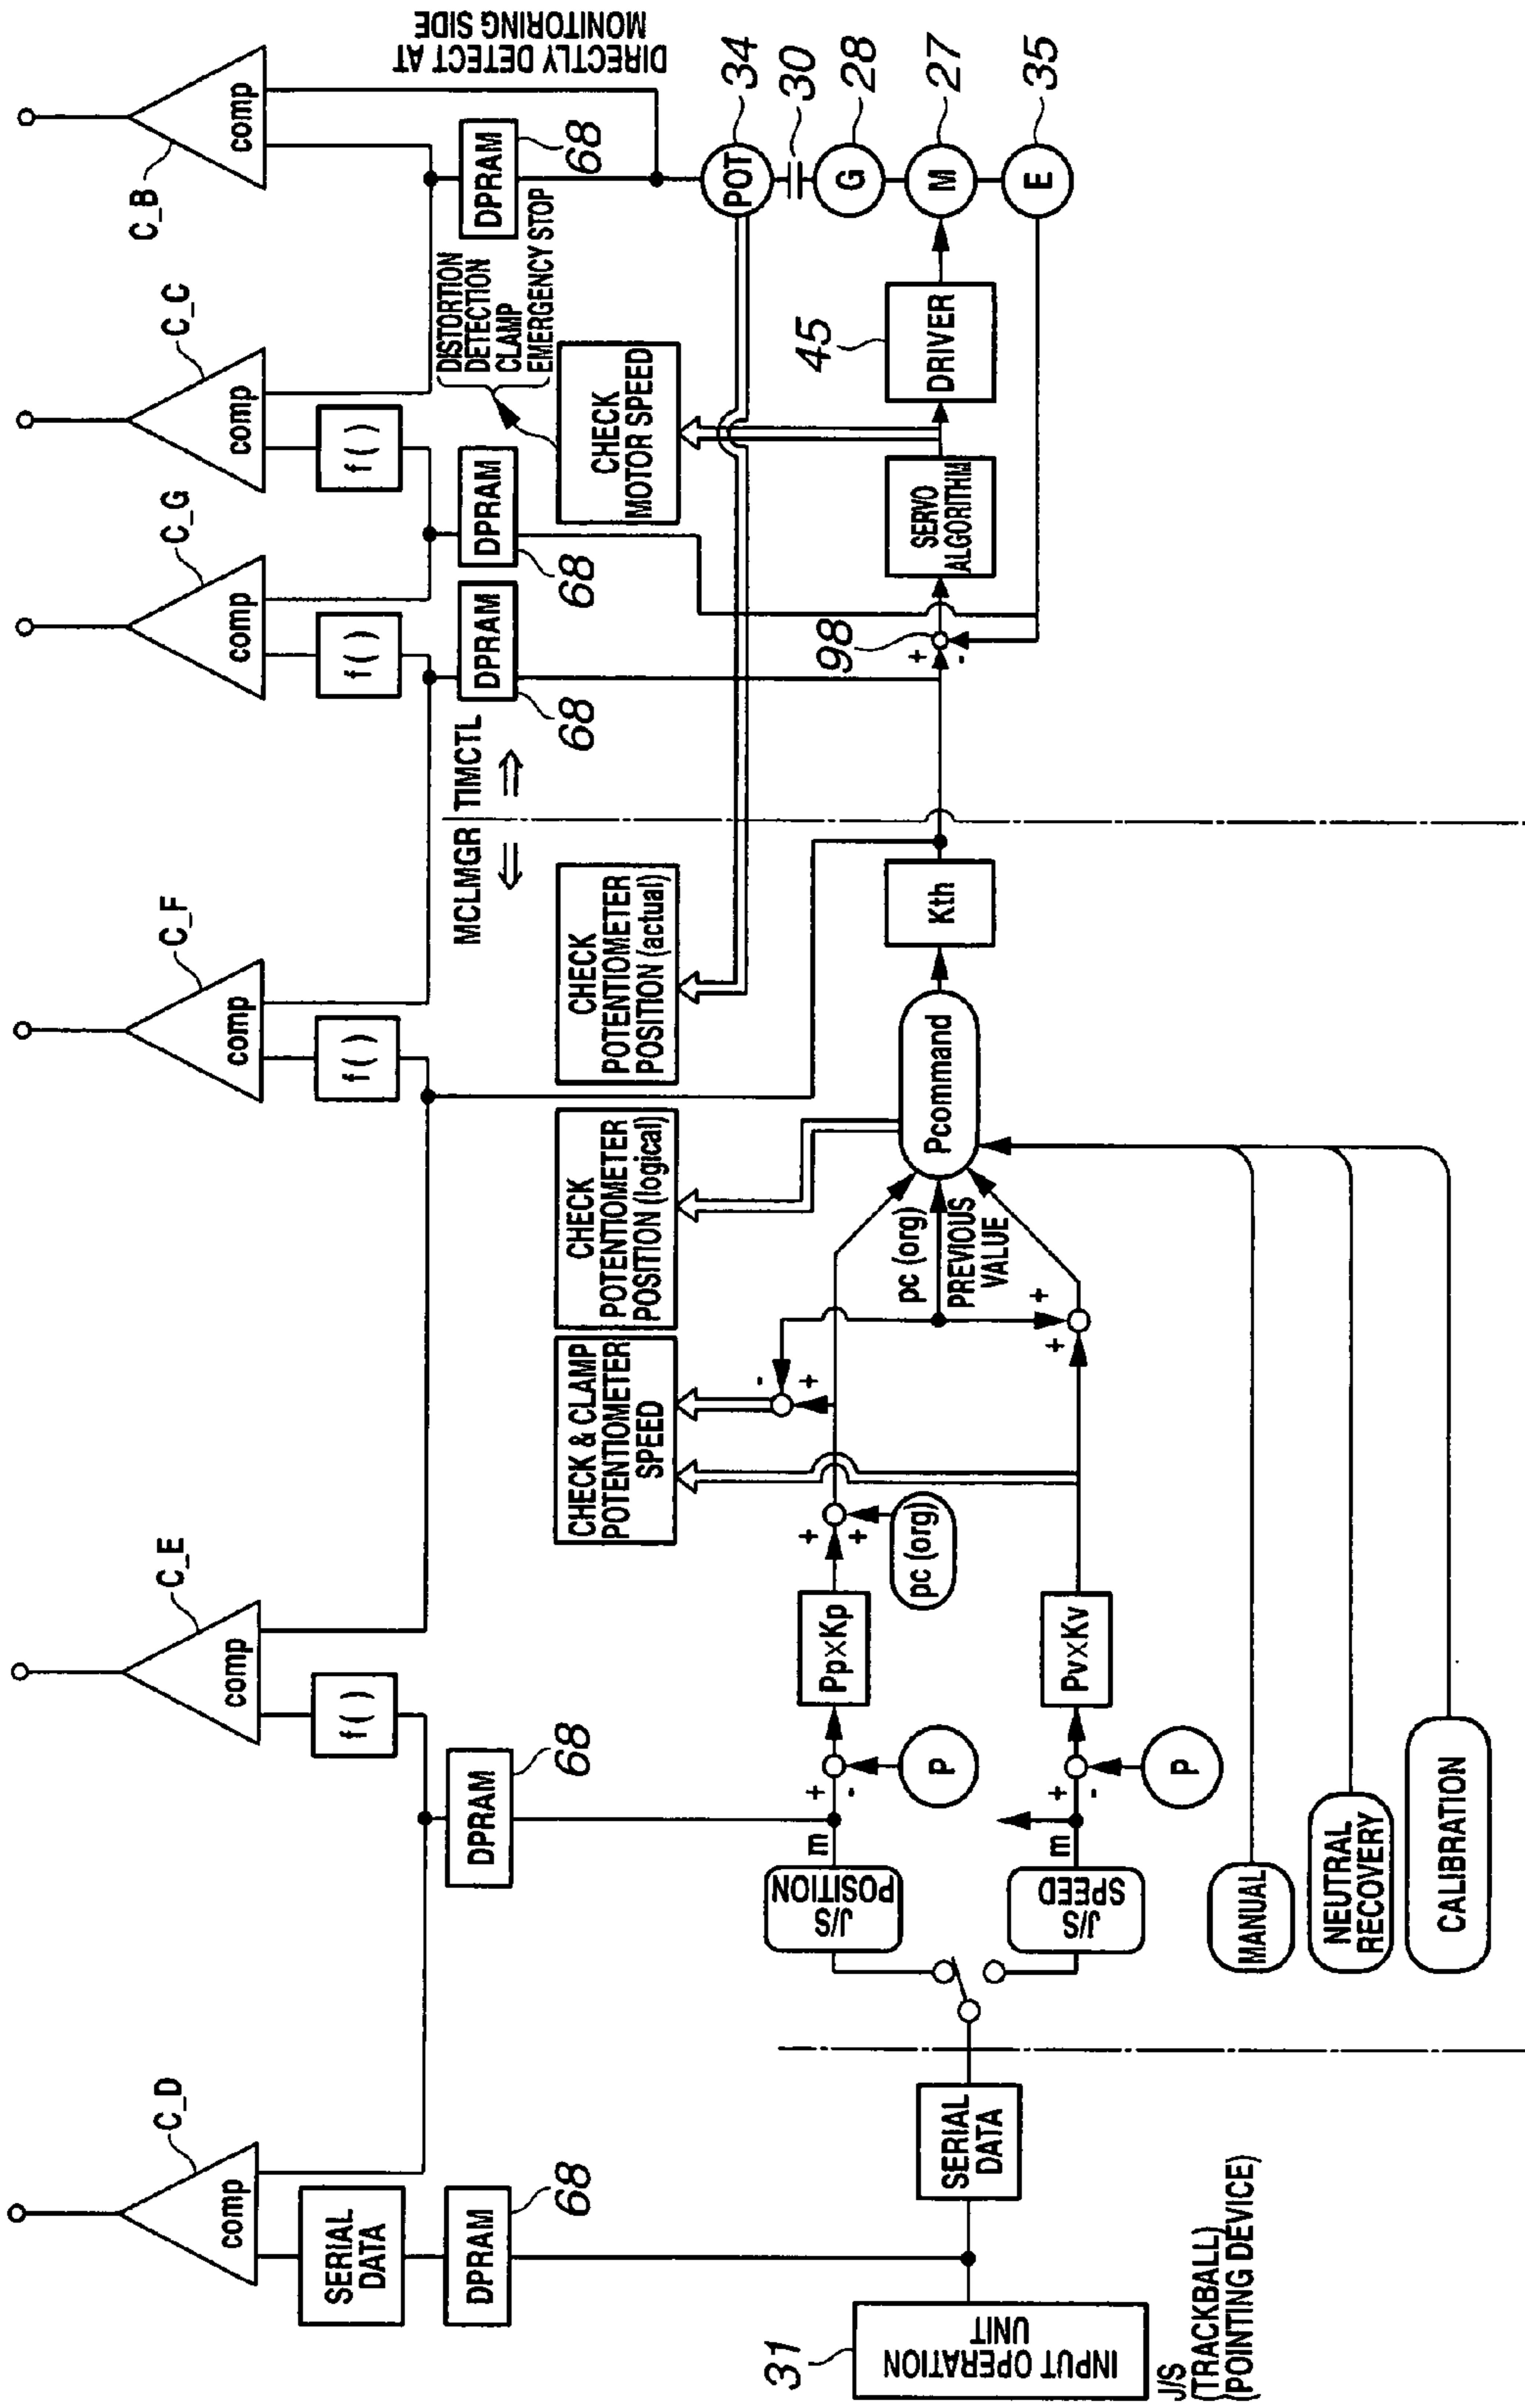 C_D
C_E
C_F
C_G
C_C
C_B
comp
comp
comp
comp
comp
comp
SERIAL
DATA
f ( )
f ( )
f ( )
f ( )
DIRECTLY DETECT AT
MONITORING SIDE
DPRAM
68
DPRAM
68
MCLMGR
TIMCTL
DPRAM
68
DPRAM
68
DPRAM
68
DISTORTION
DETECTION
CLAMP
EMERGENCY STOP
CHECK & CLAMP
POTENTIOMETER
SPEED
CHECK
POTENTIOMETER
POSITION (logical)
CHECK
POTENTIOMETER
POSITION (actual)
CHECK
MOTOR SPEED
POT
34
30
G
28
M
27
E
35
31
INPUT OPERATION
UNIT
J/S
(TRACKBALL)
(POINTING DEVICE)
SERIAL
DATA
J/S
POSITION
m
+
-
P
Pp×Kp
+
+
pc (org)
-
+
J/S
SPEED
m
+
-
P
Pv×Kv
+
+
pc (org)
PREVIOUS
VALUE
Pcommand
Kth
+
-
98
SERVO
ALGORITHM
DRIVER
45
MANUAL
NEUTRAL
RECOVERY
CALIBRATION